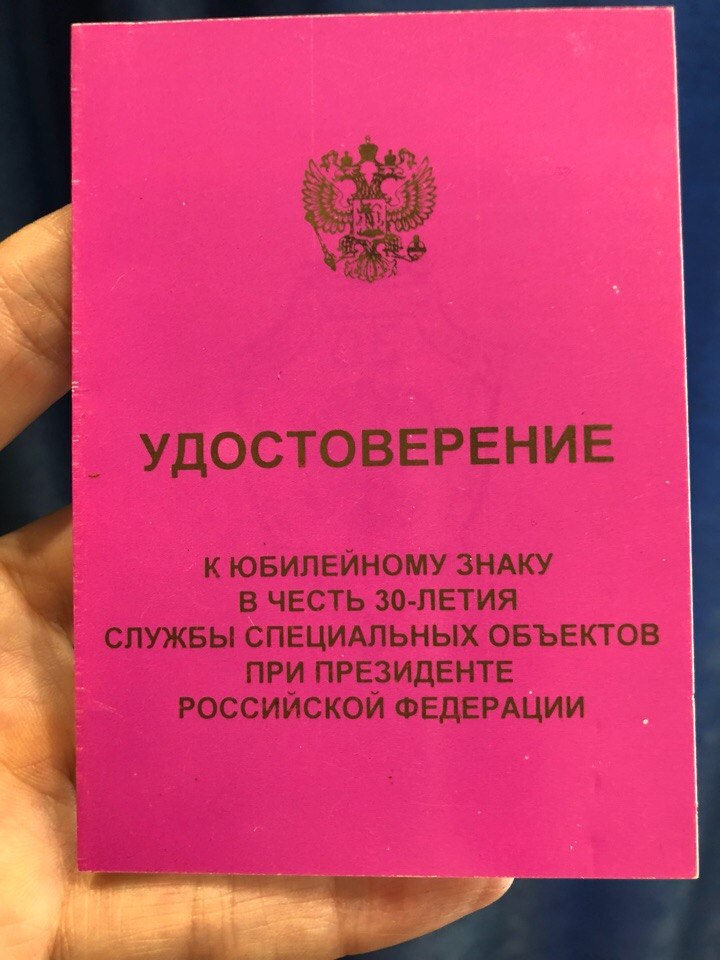 УДОСТОВЕРЕНИЕ
К ЮБИЛЕЙНОМУ ЗНАКУ
В ЧЕСТЬ 30-ЛЕТИЯ
СЛУЖБЫ СПЕЦИАЛЬНЫХ ОБЪЕКТОВ
ПРИ ПРЕЗИДЕНТЕ
РОССИЙСКОЙ ФЕДЕРАЦИИ